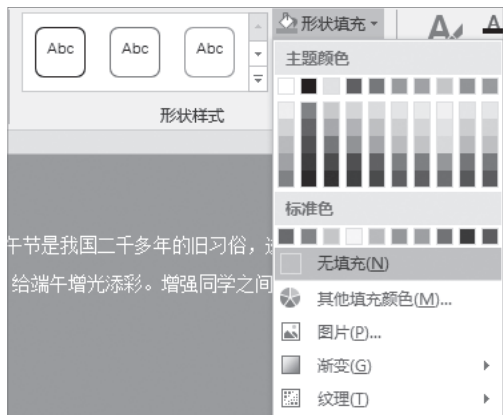 Abc Abc Abc
形状样式
形状填充
主题颜色
标准色
无填充(N)
其他填充颜色(M)...
图片(P)...
渐变(G)
纹理(T)
午节是我国二千多年的旧习俗，
给端午增光添彩。增强同学之间